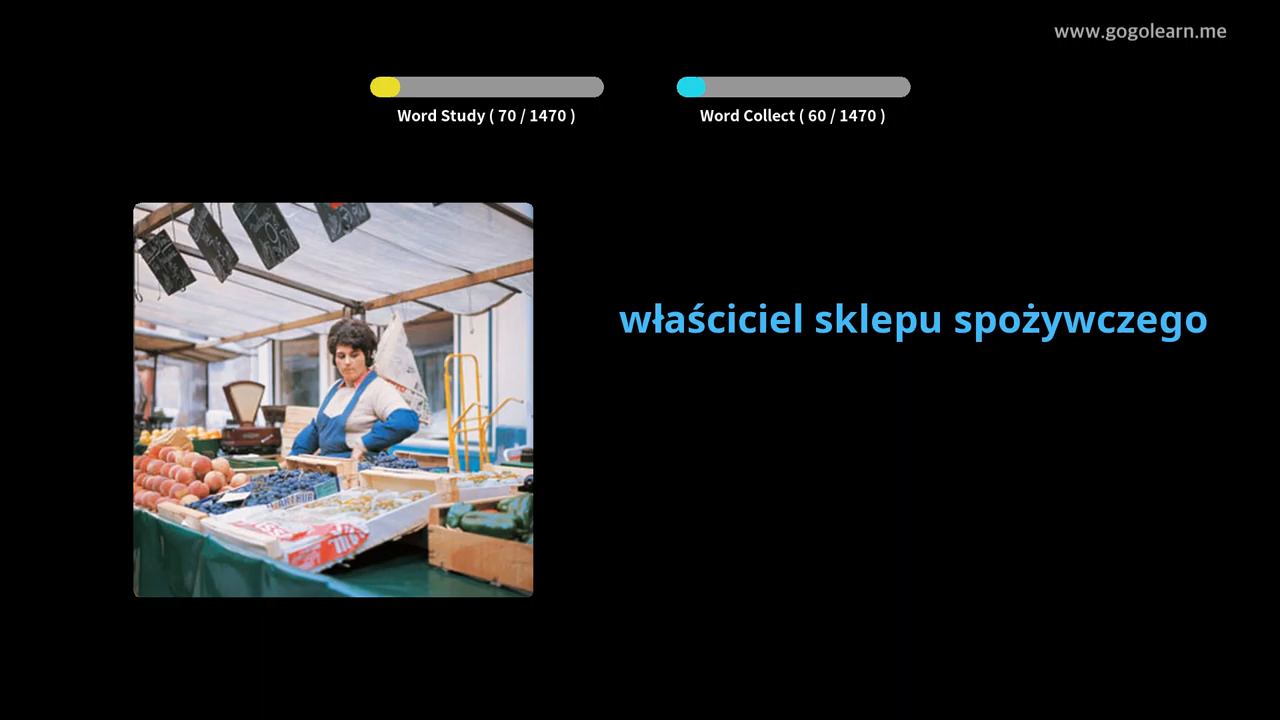 www.gogolearn.me
Word Study ( 70 / 1470 )
Word Collect ( 60 / 1470 )
właściciel sklepu spożywczego